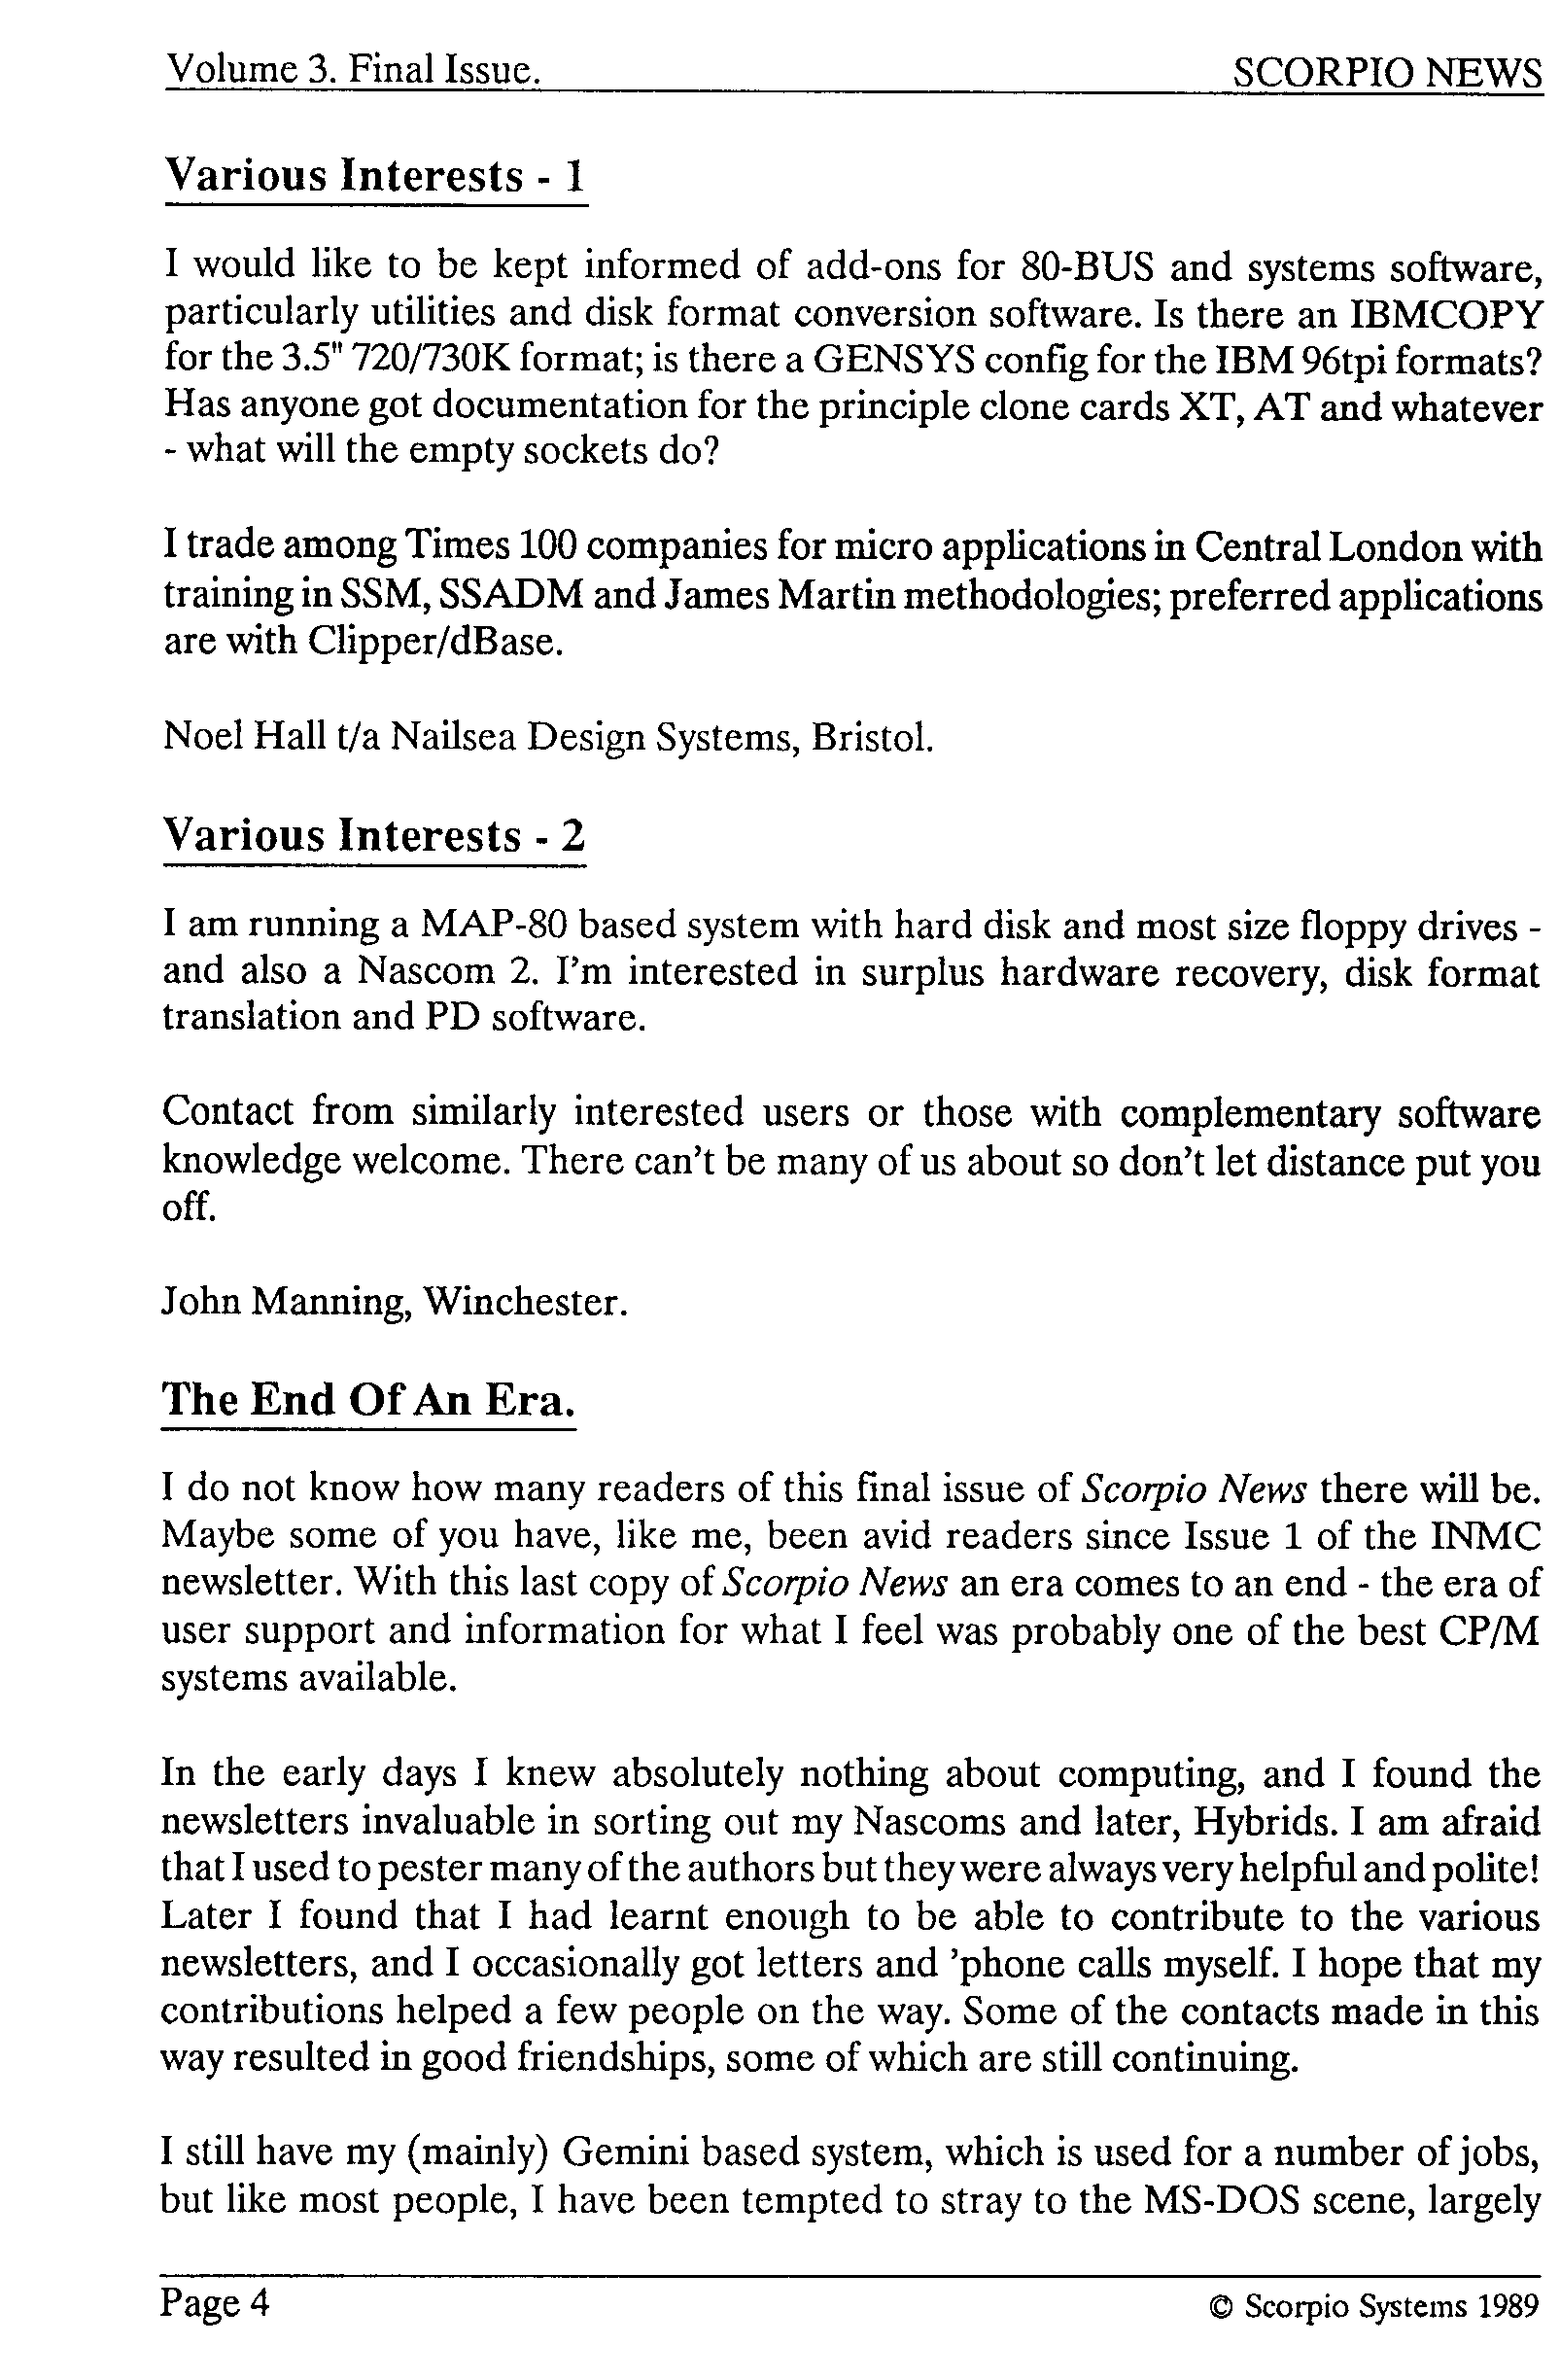 Volume 3. Final Issue. SCORPIO NEWS
Various Interests - 1
I would like to be kept informed of add-ons for 80-BUS and systems software,
particularly utilities and disk format conversion software. Is there an IBMCOPY
for the 3.5" 720/730K format; is there a GENSYS config for the IBM 96tpi formats?
Has anyone got documentation for the principle clone cards XT, AT and whatever
- what will the empty sockets do?
I trade among Times 100 companies for micro applications in Central London with
training in SSM, SSADM and James Martin methodologies; preferred applications
are with Clipper/dBase.
Noel Hall t/a Nailsea Design Systems, Bristol.
Various Interests - 2
I am running a MAP-80 based system with hard disk and most size floppy drives -
and also a Nascom 2. I'm interested in surplus hardware recovery, disk format
translation and PD software.
Contact from similarly interested users or those with complementary software
knowledge welcome. There can't be many of us about so don't let distance put you
off.
John Manning, Winchester.
The End Of An Era.
I do not know how many readers of this final issue of Scorpio News there will be.
Maybe some of you have, like me, been avid readers since Issue 1 of the INMC
newsletter. With this last copy of Scorpio News an era comes to an end - the era of
user support and information for what I feel was probably one of the best CP/M
systems available.
In the early days I knew absolutely nothing about computing, and I found the
newsletters invaluable in sorting out my Nascoms and later, Hybrids. I am afraid
that I used to pester many of the authors but they were always very helpful and polite!
Later I found that I had learnt enough to be able to contribute to the various
newsletters, and I occasionally got letters and 'phone calls myself. I hope that my
contributions helped a few people on the way. Some of the contacts made in this
way resulted in good friendships, some of which are still continuing.
I still have my (mainly) Gemini based system, which is used for a number of jobs,
but like most people, I have been tempted to stray to the MS-DOS scene, largely
Page 4 © Scorpio Systems 1989